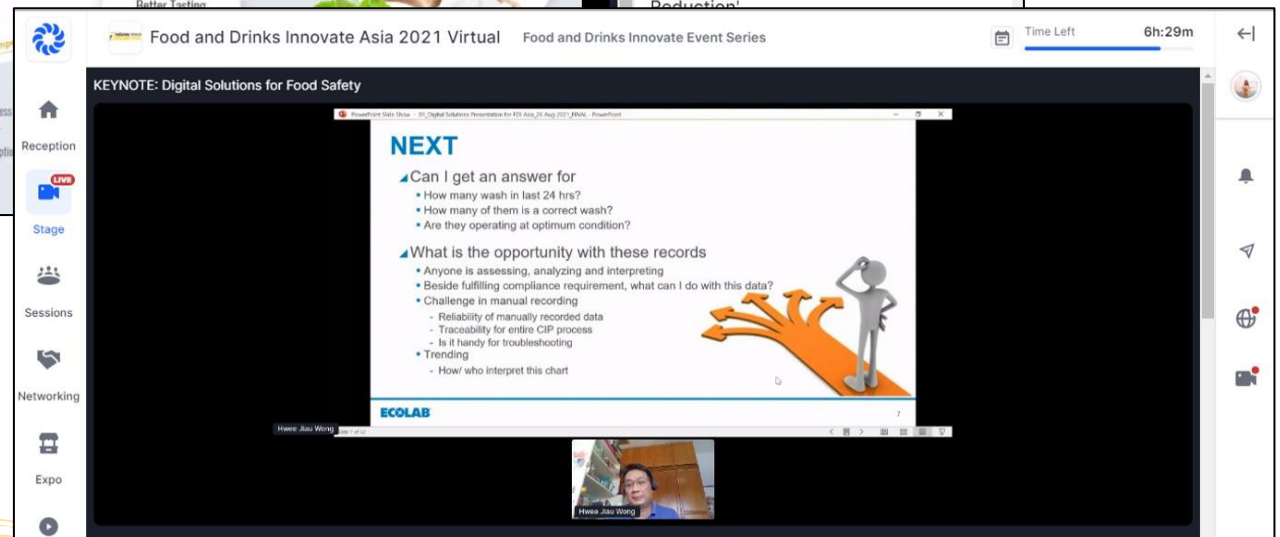 Better Tasting
Reduction'
Food and Drinks Innovate Asia 2021 Virtual
Food and Drinks Innovate Event Series
Time Left
6h:29m
Reception
LIVE
Stage
Sessions
Networking
Expo
KEYNOTE: Digital Solutions for Food Safety
NEXT
Can I get an answer for
• How many wash in last 24 hrs?
• How many of them is a correct wash?
• Are they operating at optimum condition?
What is the opportunity with these records
• Anyone is assessing, analyzing and interpreting
• Beside fulfilling compliance requirement, what can I do with this data?
• Challenge in manual recording
- Reliability of manually recorded data
- Traceability for entire CIP process
- Is it handy for troubleshooting
• Trending
- How/ who interpret this chart
ECOLAB
7
Hwee Jiau Wong
Hwee Jiau Wong